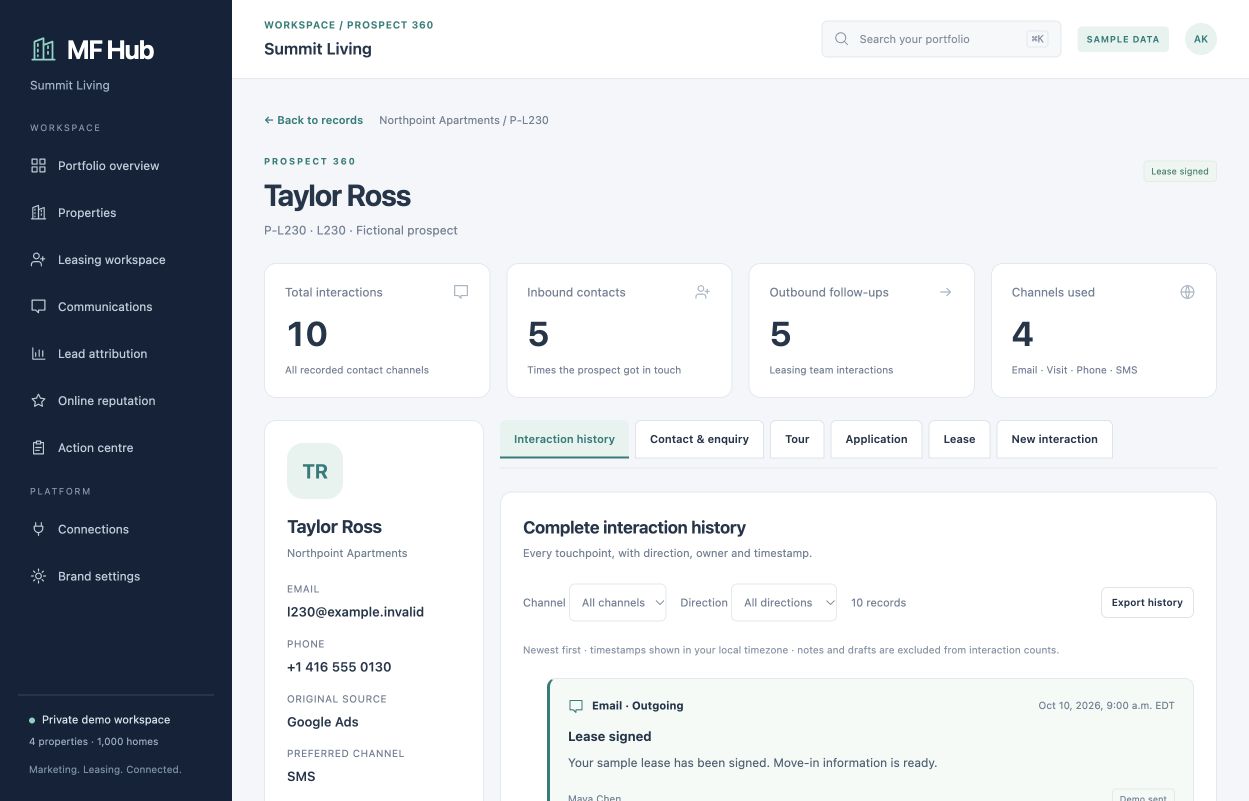 MF Hub
Summit Living
WORKSPACE
Portfolio overview
Properties
Leasing workspace
Communications
Lead attribution
Online reputation
Action centre
PLATFORM
Connections
Brand settings
Private demo workspace
4 properties · 1,000 homes
Marketing. Leasing. Connected.
WORKSPACE / PROSPECT 360
Summit Living
Search your portfolio ⌘K
SAMPLE DATA
AK
← Back to records Northpoint Apartments / P-L230
PROSPECT 360
Taylor Ross
P-L230 · L230 · Fictional prospect
Lease signed
Total interactions
10
All recorded contact channels
Inbound contacts
5
Times the prospect got in touch
Outbound follow-ups
5
Leasing team interactions
Channels used
4
Email · Visit · Phone · SMS
TR
Taylor Ross
Northpoint Apartments
EMAIL
l230@example.invalid
PHONE
+1 416 555 0130
ORIGINAL SOURCE
Google Ads
PREFERRED CHANNEL
SMS
Interaction history Contact & enquiry Tour Application Lease New interaction
Complete interaction history
Every touchpoint, with direction, owner and timestamp.
Channel All channels Direction All directions 10 records Export history
Newest first · timestamps shown in your local timezone · notes and drafts are excluded from interaction counts.
Email · Outgoing Oct 10, 2026, 9:00 a.m. EDT
Lease signed
Your sample lease has been signed. Move-in information is ready.
Maya Chen Demo sent